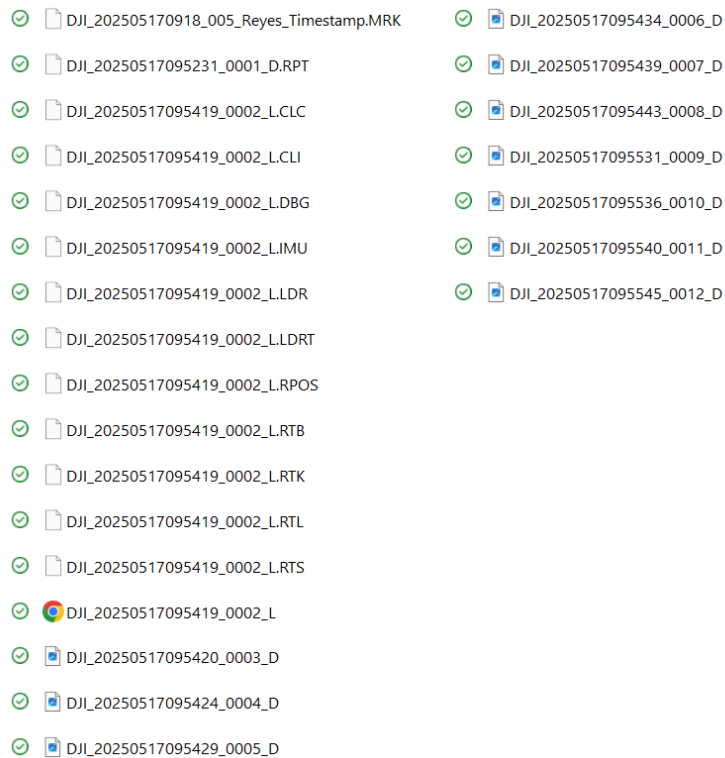 DJI_202505170918_005_Reyes_Timestamp.MRK
DJI_20250517095231_0001_D.RPT
DJI_20250517095419_0002_L.CLC
DJI_20250517095419_0002_L.CLI
DJI_20250517095419_0002_L.DBG
DJI_20250517095419_0002_L.IMU
DJI_20250517095419_0002_L.LDR
DJI_20250517095419_0002_L.LDRT
DJI_20250517095419_0002_L.RPOS
DJI_20250517095419_0002_L.RTB
DJI_20250517095419_0002_L.RTK
DJI_20250517095419_0002_L.RTL
DJI_20250517095419_0002_L.RTS
DJI_20250517095419_0002_L
DJI_20250517095420_0003_D
DJI_20250517095424_0004_D
DJI_20250517095429_0005_D
DJI_20250517095434_0006_D
DJI_20250517095439_0007_D
DJI_20250517095443_0008_D
DJI_20250517095531_0009_D
DJI_20250517095536_0010_D
DJI_20250517095540_0011_D
DJI_20250517095545_0012_D